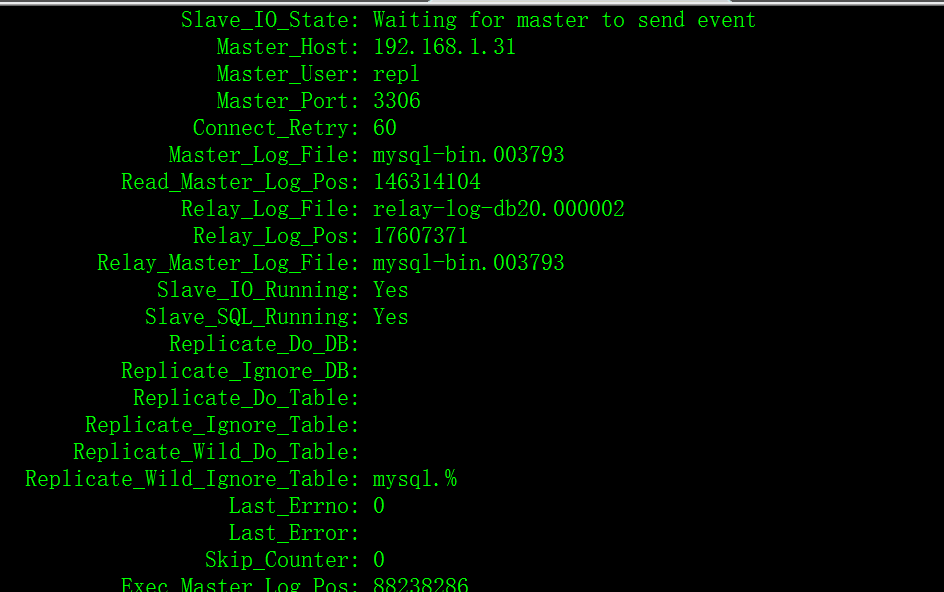 Slave_IO_State: Waiting for master to send event
Master_Host: 192.168.1.31
Master_User: repl
Master_Port: 3306
Connect_Retry: 60
Master_Log_File: mysql-bin.003793
Read_Master_Log_Pos: 146314104
Relay_Log_File: relay-log-db20.000002
Relay_Log_Pos: 17607371
Relay_Master_Log_File: mysql-bin.003793
Slave_IO_Running: Yes
Slave_SQL_Running: Yes
Replicate_Do_DB:
Replicate_Ignore_DB:
Replicate_Do_Table:
Replicate_Ignore_Table:
Replicate_Wild_Do_Table:
Replicate_Wild_Ignore_Table: mysql.%
Last_Errno: 0
Last_Error:
Skip_Counter: 0
Exec_Master_Log_Pos: 88238286